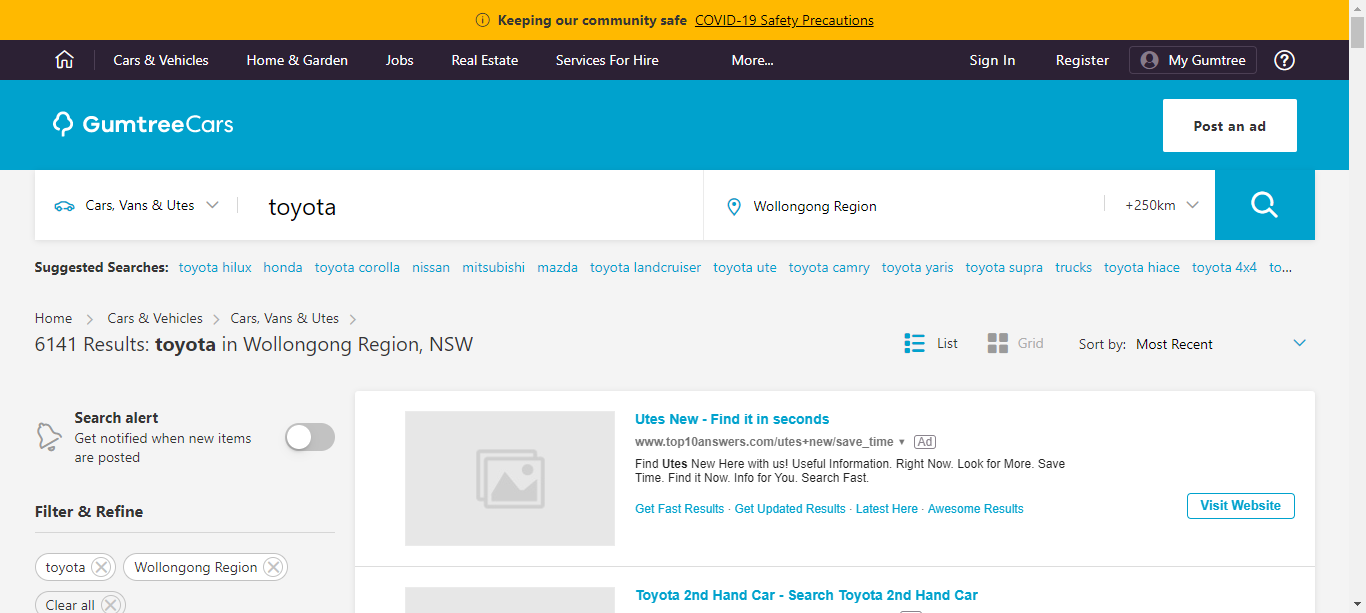 Keeping our community safe COVID-19 Safety Precautions
Cars & Vehicles Home & Garden Jobs Real Estate Services For Hire More... Sign In Register My Gumtree
GumtreeCars
Post an ad
Cars, Vans & Utes toyota Wollongong Region +250km
Suggested Searches: toyota hilux honda toyota corolla nissan mitsubishi mazda toyota landcruiser toyota ute toyota camry toyota yaris toyota supra trucks toyota hiace toyota 4x4 to...
Home Cars & Vehicles Cars, Vans & Utes
6141 Results: toyota in Wollongong Region, NSW
List Grid Sort by: Most Recent
Search alert
Get notified when new items
are posted
Filter & Refine
toyota Wollongong Region
Clear all
Utes New - Find it in seconds
www.top10answers.com/utes+new/save_time ▼ Ad
Find Utes New Here with us! Useful Information. Right Now. Look for More. Save
Time. Find it Now. Info for You. Search Fast.
Get Fast Results · Get Updated Results · Latest Here · Awesome Results
Visit Website
Toyota 2nd Hand Car - Search Toyota 2nd Hand Car